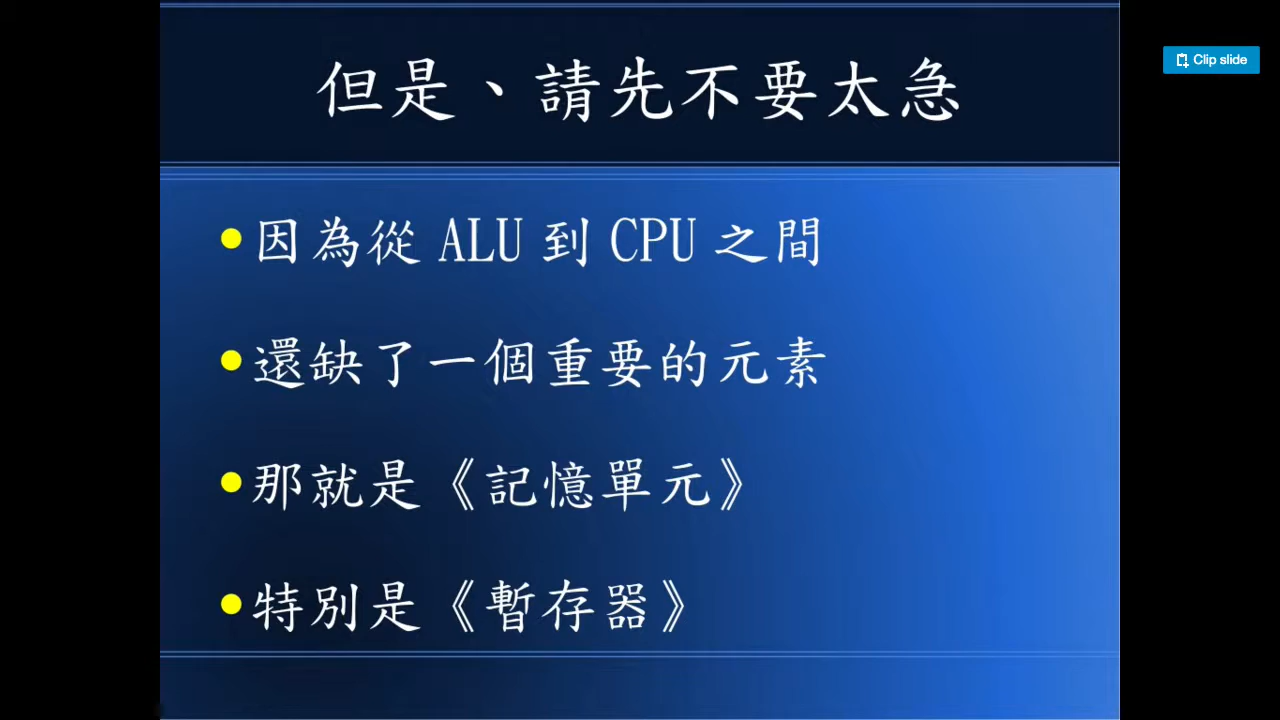 Clip slide
但是、請先不要太急
因為從 ALU 到 CPU 之間
還缺了一個重要的元素
那就是《記憶單元》
特別是《暫存器》